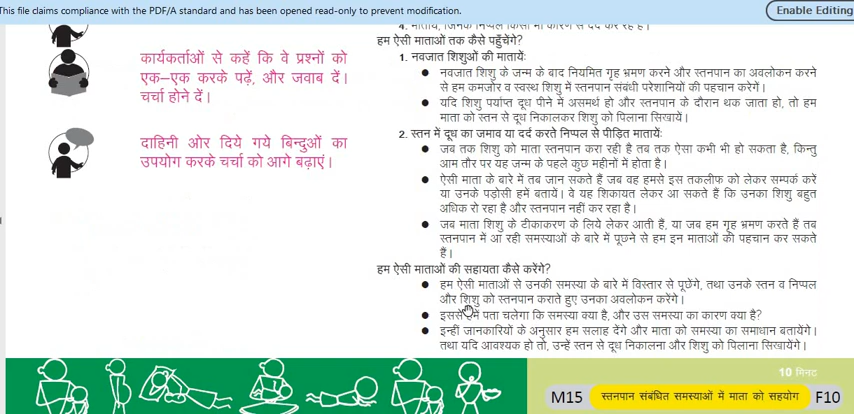 This file claims compliance with the PDF/A standard and has been opened read-only to prevent modification.
Enable Editing
कार्यकर्ताओं से कहें कि वे प्रश्नों को
एक–एक करके पढ़ें, और जवाब दें।
चर्चा होने दें।
दाहिनी ओर दिये गये बिन्दुओं का
उपयोग करके चर्चा को आगे बढ़ाएं।
4. मातायें, जिनके निप्पल किसी भी कारण से दर्द कर रहे हैं।
हम ऐसी माताओं तक कैसे पहुँचेंगे?
1. नवजात शिशुओं की मातायें:
● नवजात शिशु के जन्म के बाद नियमित गृह भ्रमण करने और स्तनपान का अवलोकन करने
से हम कमजोर व स्वस्थ शिशु में स्तनपान संबंधी परेशानियों की पहचान करेगें।
● यदि शिशु पर्याप्त दूध पीने में असमर्थ हो और स्तनपान के दौरान थक जाता हो, तो हम
माता को स्तन से दूध निकालकर शिशु को पिलाना सिखायें।
2. स्तन में दूध का जमाव या दर्द करते निप्पल से पीड़ित मातायें:
● जब तक शिशु को माता स्तनपान करा रही है तब तक ऐसा कभी भी हो सकता है, किन्तु
आम तौर पर यह जन्म के पहले कुछ महीनों में होता है।
● ऐसी माता के बारे में तब जान सकते हैं जब वह हमसे इस तकलीफ को लेकर सम्पर्क करें
या उनके पड़ोसी हमें बतायें। वे यह शिकायत लेकर आ सकते हैं कि उनका शिशु बहुत
अधिक रो रहा है और स्तनपान नहीं कर रहा है।
● जब माता शिशु के टीकाकरण के लिये लेकर आती हैं, या जब हम गृह भ्रमण करते हैं तब
स्तनपान में आ रही समस्याओं के बारे में पूछने से हम इन माताओं की पहचान कर सकते
हैं।
हम ऐसी माताओं की सहायता कैसे करेंगे?
● हम ऐसी माताओं से उनकी समस्या के बारे में विस्तार से पूछेंगे, तथा उनके स्तन व निप्पल
और शिशु को स्तनपान कराते हुए उनका अवलोकन करेंगे।
● इससे हमें पता चलेगा कि समस्या क्या है, और उस समस्या का कारण क्या है?
● इन्हीं जानकारियों के अनुसार हम सलाह देंगे और माता को समस्या का समाधान बतायेंगे।
तथा यदि आवश्यक हो तो, उन्हें स्तन से दूध निकालना और शिशु को पिलाना सिखायेंगे।
10 मिनट
M15 स्तनपान संबंधित समस्याओं में माता को सहयोग F10